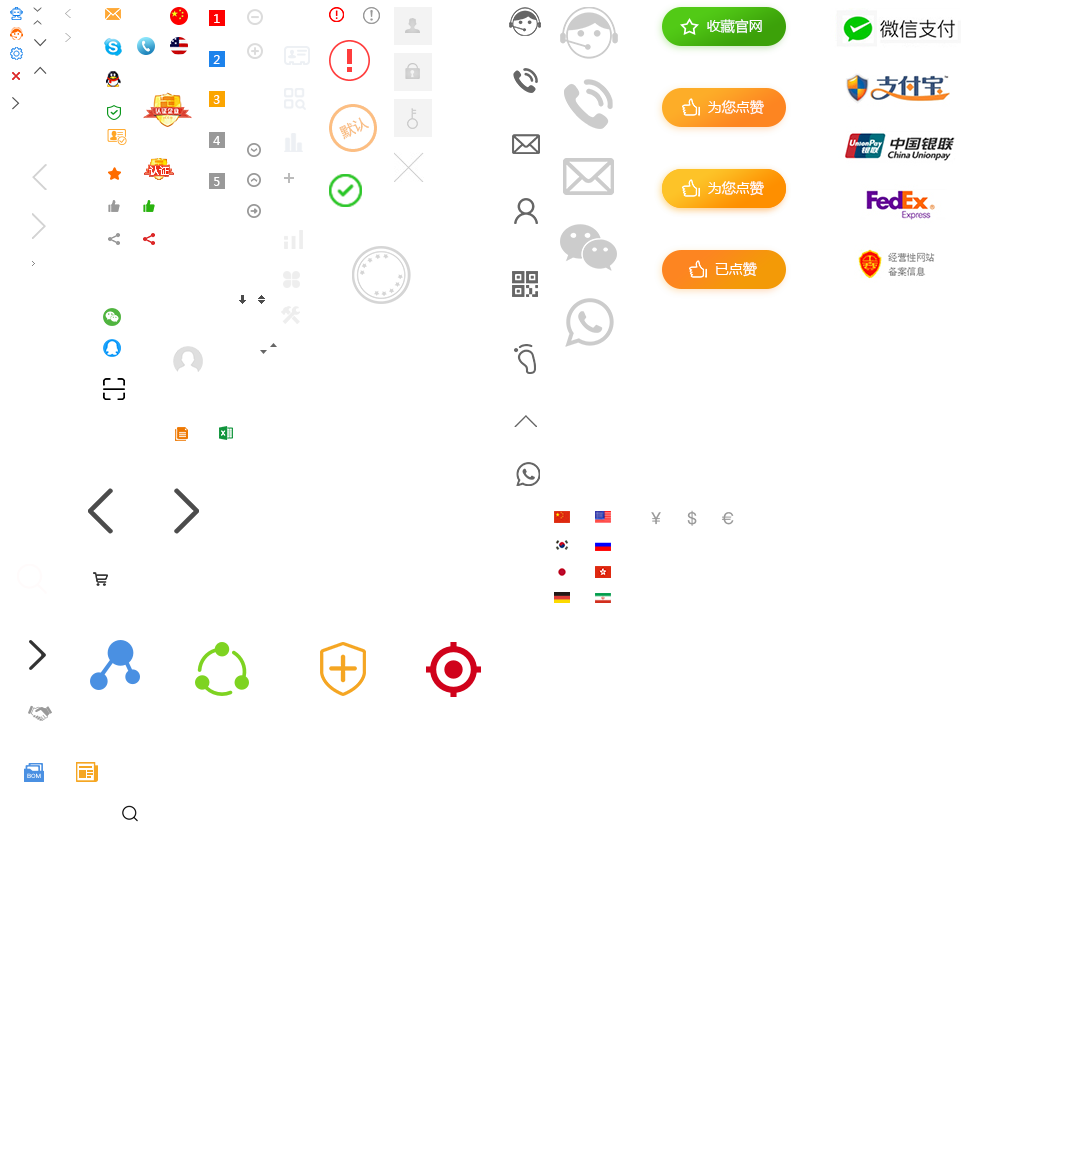 1
2
3
4
5
认证企业
认证
默认
收藏官网
为您点赞
为您点赞
已点赞
微信支付
支付宝
UnionPay
银联
中国银联
China Unionpay
FedEx
Express
经营性网站
备案信息
¥ $ €
BOM